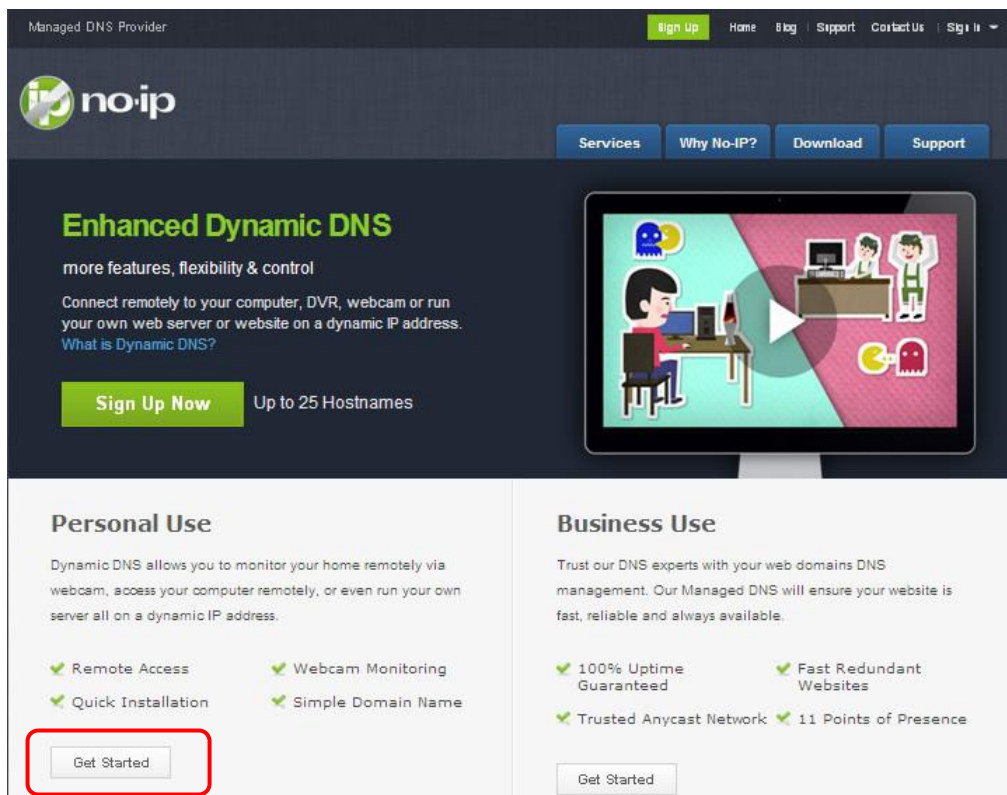 Managed DNS Provider
Sign Up Home Blog Support Contact Us Sign In
ip no·ip
Services Why No-IP? Download Support
Enhanced Dynamic DNS
more features, flexibility & control
Connect remotely to your computer, DVR, webcam or run
your own web server or website on a dynamic IP address.
What is Dynamic DNS?
Sign Up Now Up to 25 Hostnames
Personal Use
Dynamic DNS allows you to monitor your home remotely via
webcam, access your computer remotely, or even run your own
server all on a dynamic IP address.
Remote Access
Webcam Monitoring
Quick Installation
Simple Domain Name
Get Started
Business Use
Trust our DNS experts with your web domains DNS
management. Our Managed DNS will ensure your website is
fast, reliable and always available.
100% Uptime
Guaranteed
Fast Redundant
Websites
Trusted Anycast Network
11 Points of Presence
Get Started